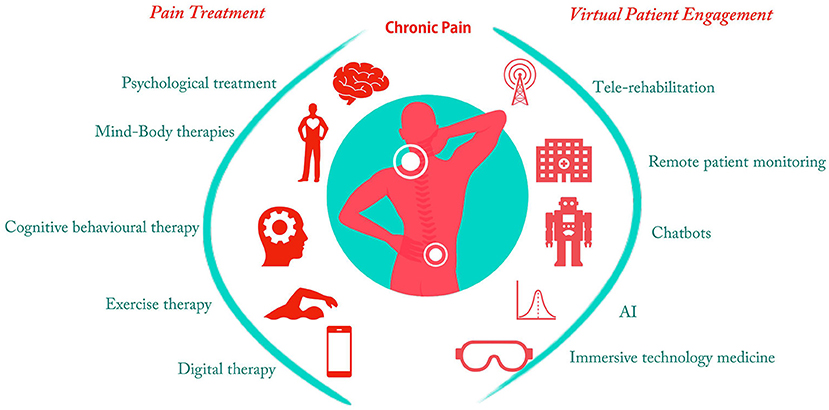 Pain Treatment
Chronic Pain
Virtual Patient Engagement
Psychological treatment
Mind-Body therapies
Cognitive behavioural therapy
Exercise therapy
Digital therapy
Tele-rehabilitation
Remote patient monitoring
Chatbots
AI
Immersive technology medicine